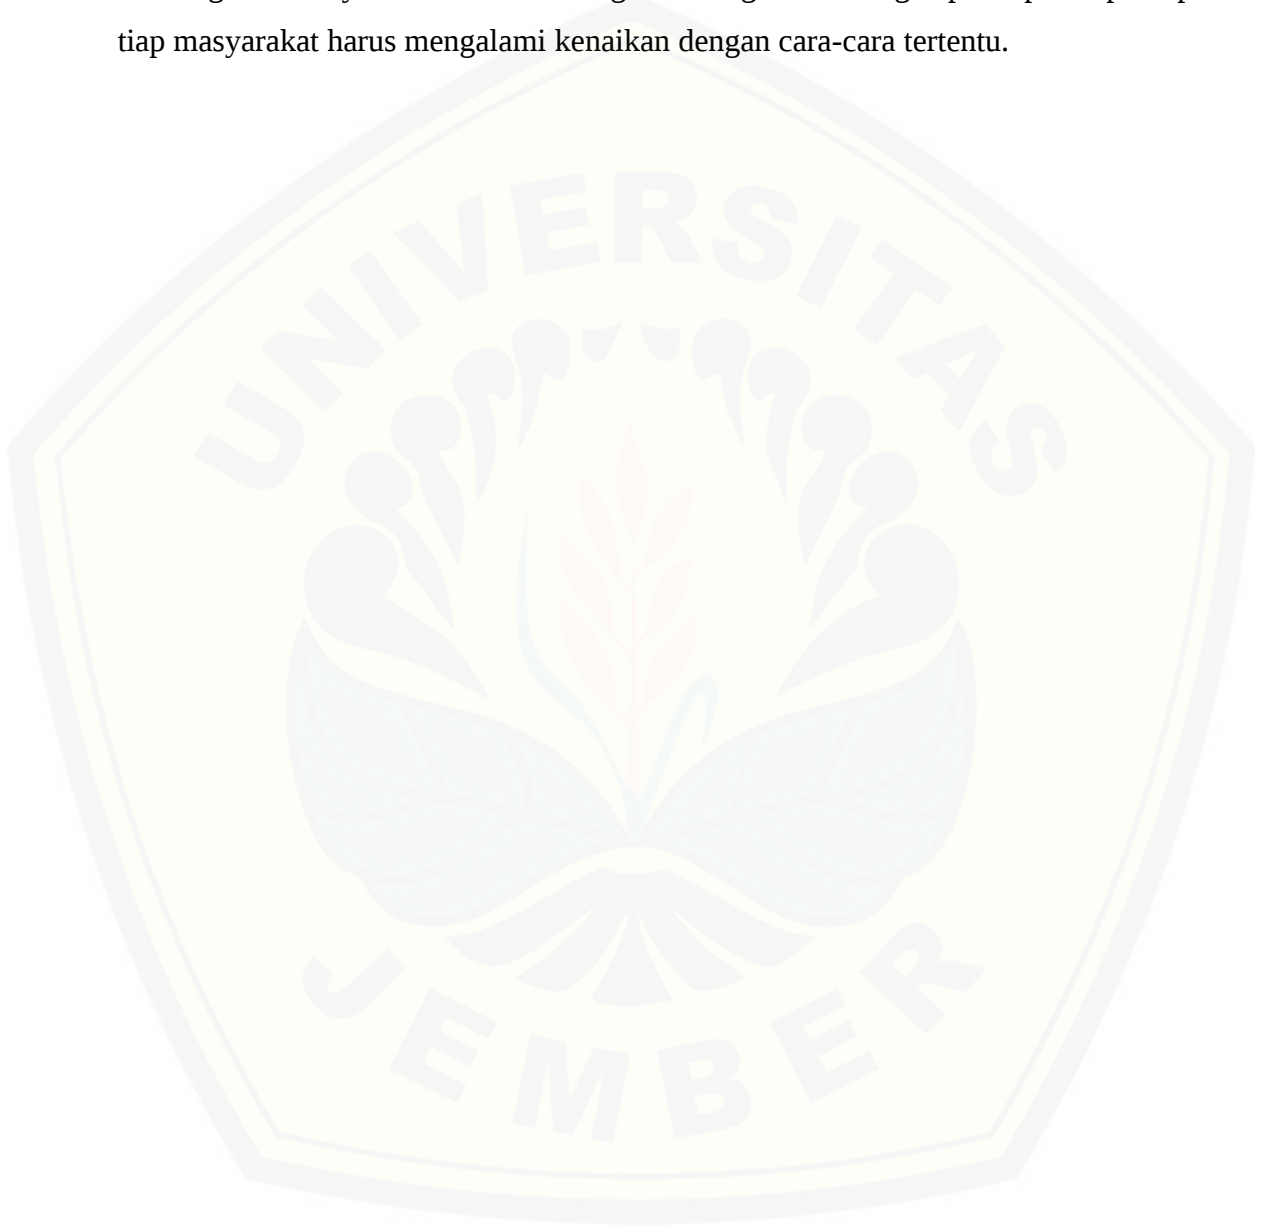 tiap masyarakat harus mengalami kenaikan dengan cara-cara tertentu.
UNIVERSITAS
JEMBER